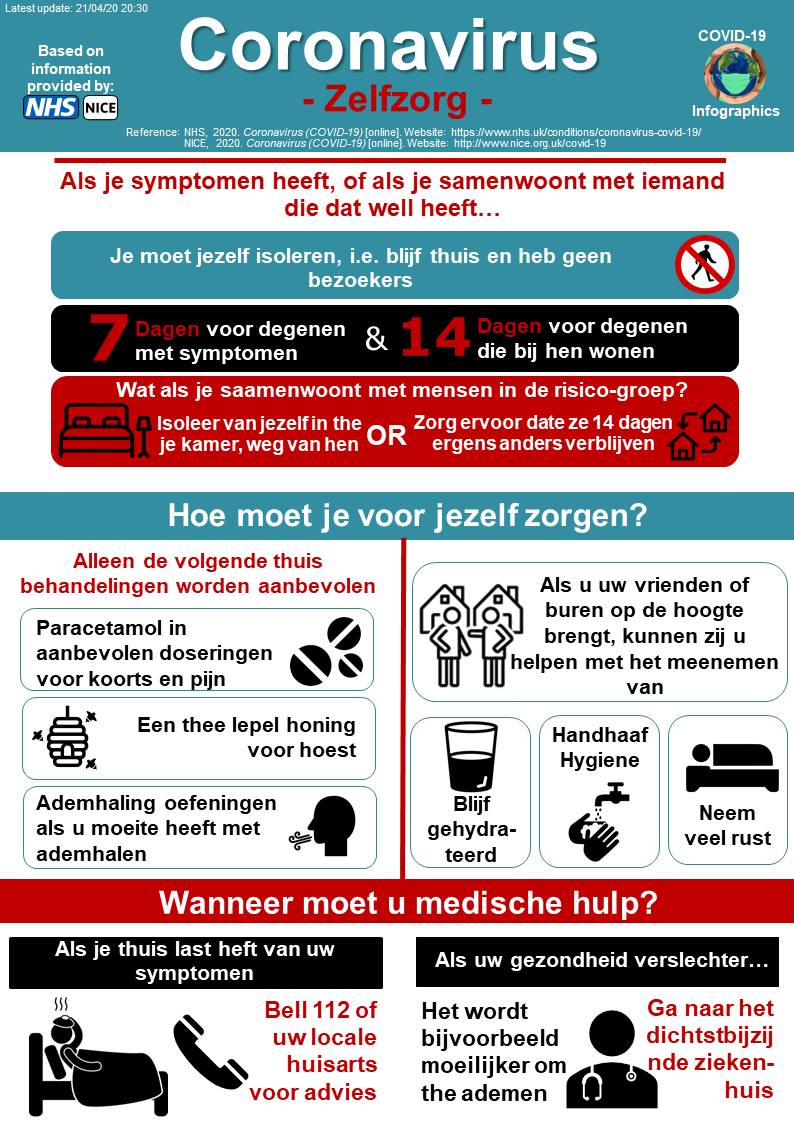 Latest update: 21/04/20 20:30
Based on
information
provided by:
NHS NICE
Coronavirus
- Zelfzorg -
COVID-19
Infographics
Reference: NHS, 2020. Coronavirus (COVID-19) [online]. Website: https://www.nhs.uk/conditions/coronavirus-covid-19/
NICE, 2020. Coronavirus (COVID-19) [online]. Website: http://www.nice.org.uk/covid-19
Als je symptomen heeft, of als je samenwoont met iemand
die dat well heeft…
Je moet jezelf isoleren, i.e. blijf thuis en heb geen
bezoekers
7 Dagen voor degenen
met symptomen
&
14 Dagen voor degenen
die bij hen wonen
Wat als je saamenwoont met mensen in de risico-groep?
Isoleer van jezelf in the
je kamer, weg van hen
OR
Zorg ervoor date ze 14 dagen
ergens anders verblijven
Hoe moet je voor jezelf zorgen?
Alleen de volgende thuis
behandelingen worden aanbevolen
Paracetamol in
aanbevolen doseringen
voor koorts en pijn
Een thee lepel honing
voor hoest
Ademhaling oefeningen
als u moeite heeft met
ademhalen
Als u uw vrienden of
buren op de hoogte
brengt, kunnen zij u
helpen met het meenemen
van
Blijf
gehydra-
teerd
Handhaaf
Hygiene
Neem
veel rust
Wanneer moet u medische hulp?
Als je thuis last heft van uw
symptomen
Bell 112 of
uw locale
huisarts
voor advies
Als uw gezondheid verslechter…
Het wordt
bijvoorbeeld
moeilijker om
the ademen
Ga naar het
dichtstbijzij
nde zieken-
huis